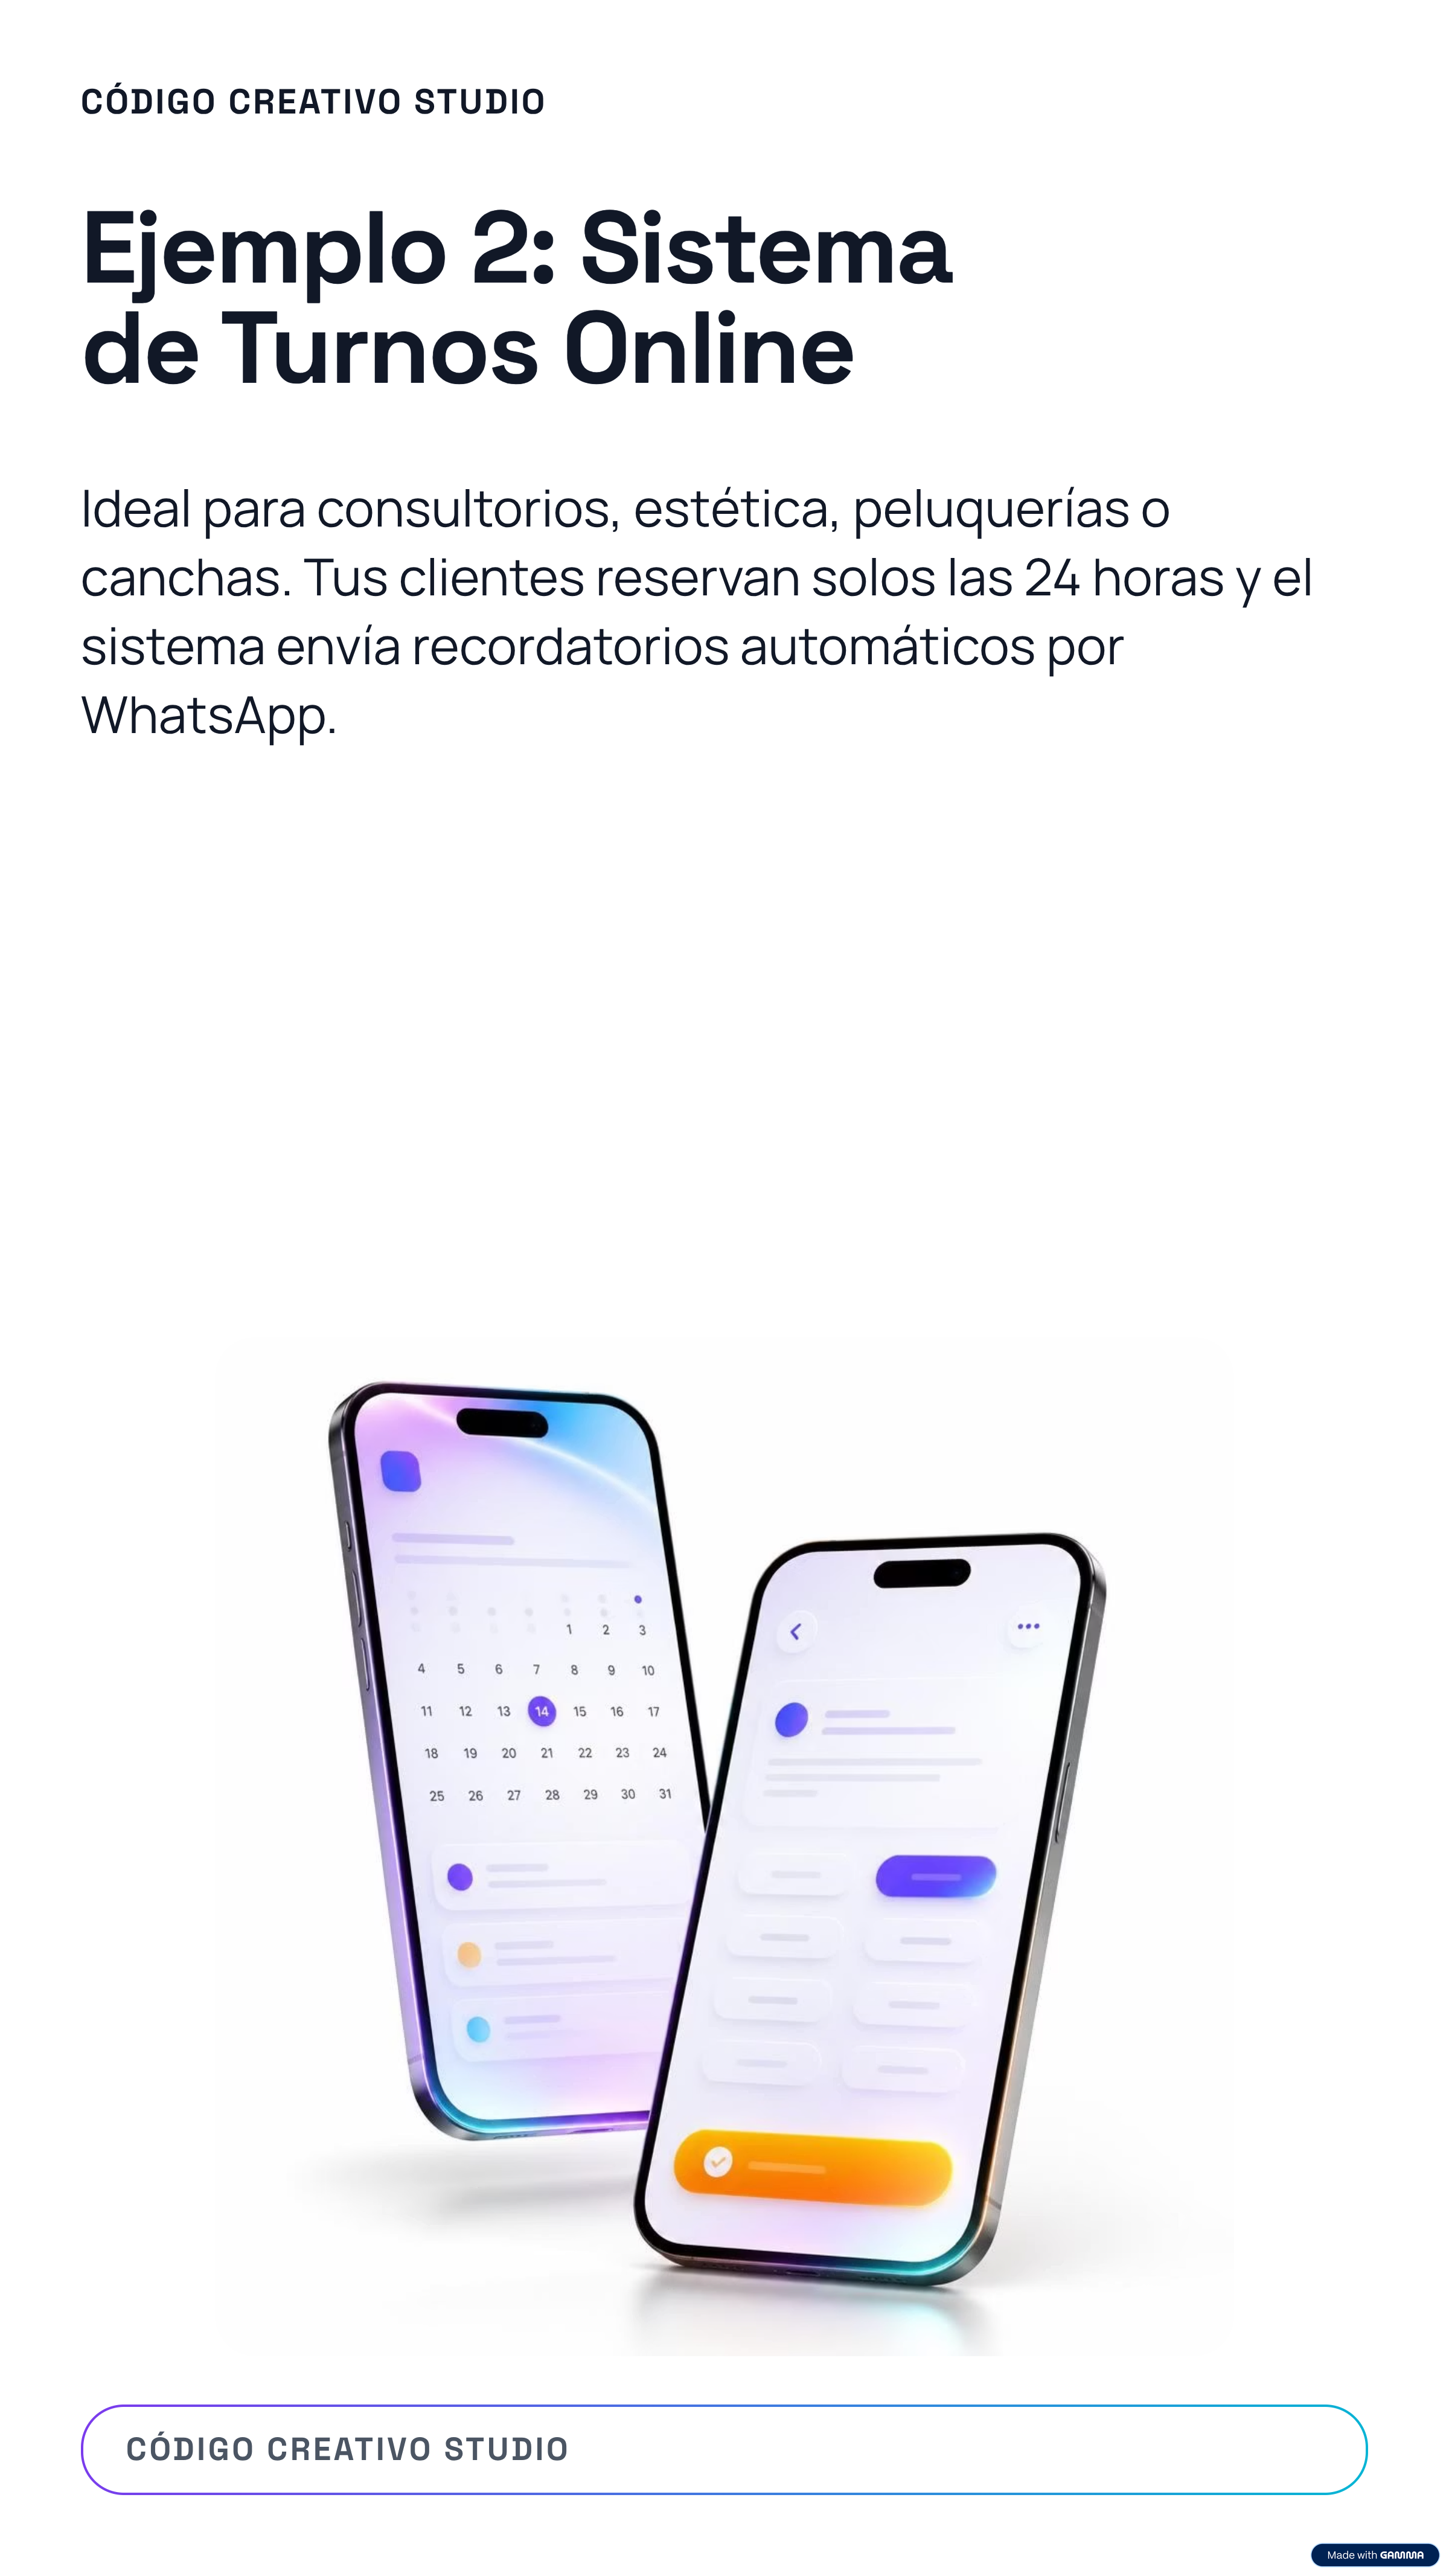 CÓDIGO CREATIVO STUDIO
Ejemplo 2: Sistema
de Turnos Online
Ideal para consultorios, estética, peluquerías o
canchas. Tus clientes reservan solos las 24 horas y el
sistema envía recordatorios automáticos por
WhatsApp.
1 2 3
4 5 6 7 8 9 10
11 12 13 14 15 16 17
18 19 20 21 22 23 24
25 26 27 28 29 30 31
CÓDIGO CREATIVO STUDIO
Made with GAMMA